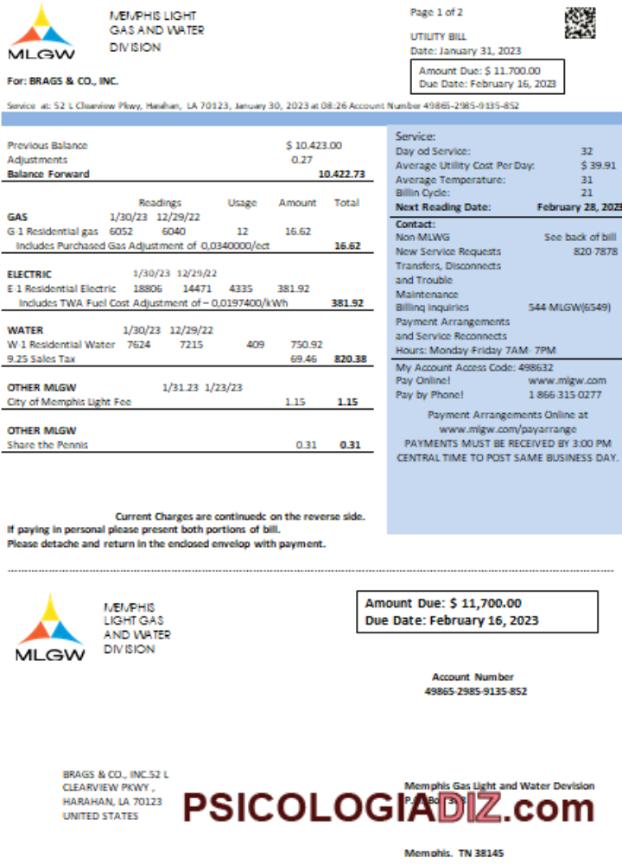 MLGW
MEMPHIS LIGHT
GAS AND WATER
DIVISION
Page 1 of 2
UTILITY BILL
Date: January 31, 2023
Amount Due: $ 11.700.00
Due Date: February 16, 2023
For: BRAGS & CO., INC.
Service at: 52 L Clearview Pkwy, Harahan, LA 70123, January 30, 2023 at 08:26 Account Number 49865-2985-9135-852
Previous Balance $ 10.423.00
Adjustments 0.27
Balance Forward 10.422.73
Readings Usage Amount Total
GAS 1/30/23 12/29/22
G-1 Residential gas 6052 6040 12 16.62
Includes Purchased Gas Adjustment of 0,0340000/ect 16.62
ELECTRIC 1/30/23 12/29/22
E-1 Residential Electric 18806 14471 4335 381.92
Includes TWA Fuel Cost Adjustment of – 0,0197400/kWh 381.92
WATER 1/30/23 12/29/22
W-1 Residential Water 7624 7215 409 750.92
9.25 Sales Tax 69.46 820.38
OTHER MLGW 1/31.23 1/23/23
City of Memphis Light Fee 1.15 1.15
OTHER MLGW
Share the Pennis 0.31 0.31
Service:
Day od Service: 32
Average Utility Cost Per Day: $ 39.91
Average Temperature: 31
Billin Cycle: 21
Next Reading Date: February 28, 2023
Contact:
Non-MLWG See back of bill
New Service Requests 820-7878
Transfers, Disconnects
and Trouble
Maintenance
Billing inquiries 544-MLGW(6549)
Payment Arrangements
and Service Reconnects
Hours: Monday-Friday 7AM- 7PM
My Account Access Code: 498632
Pay Online! www.mlgw.com
Pay by Phone! 1 866 315-0277
Payment Arrangements Online at
www.mlgw.com/payarrange
PAYMENTS MUST BE RECEIVED BY 3:00 PM
CENTRAL TIME TO POST SAME BUSINESS DAY.
Current Charges are continuedc on the reverse side.
If paying in personal please present both portions of bill.
Please detache and return in the enclosed envelop with payment.
MLGW
MEMPHIS
LIGHT GAS
AND WATER
DIVISION
Amount Due: $ 11,700.00
Due Date: February 16, 2023
Account Number
49865-2985-9135-852
BRAGS & CO., INC.52 L
CLEARVIEW PKWY ,
HARAHAN, LA 70123
UNITED STATES
Memphis Gas Light and Water Devision
P.O. Box
PSICOLOGIADIZ.com
Memphis, TN 38145